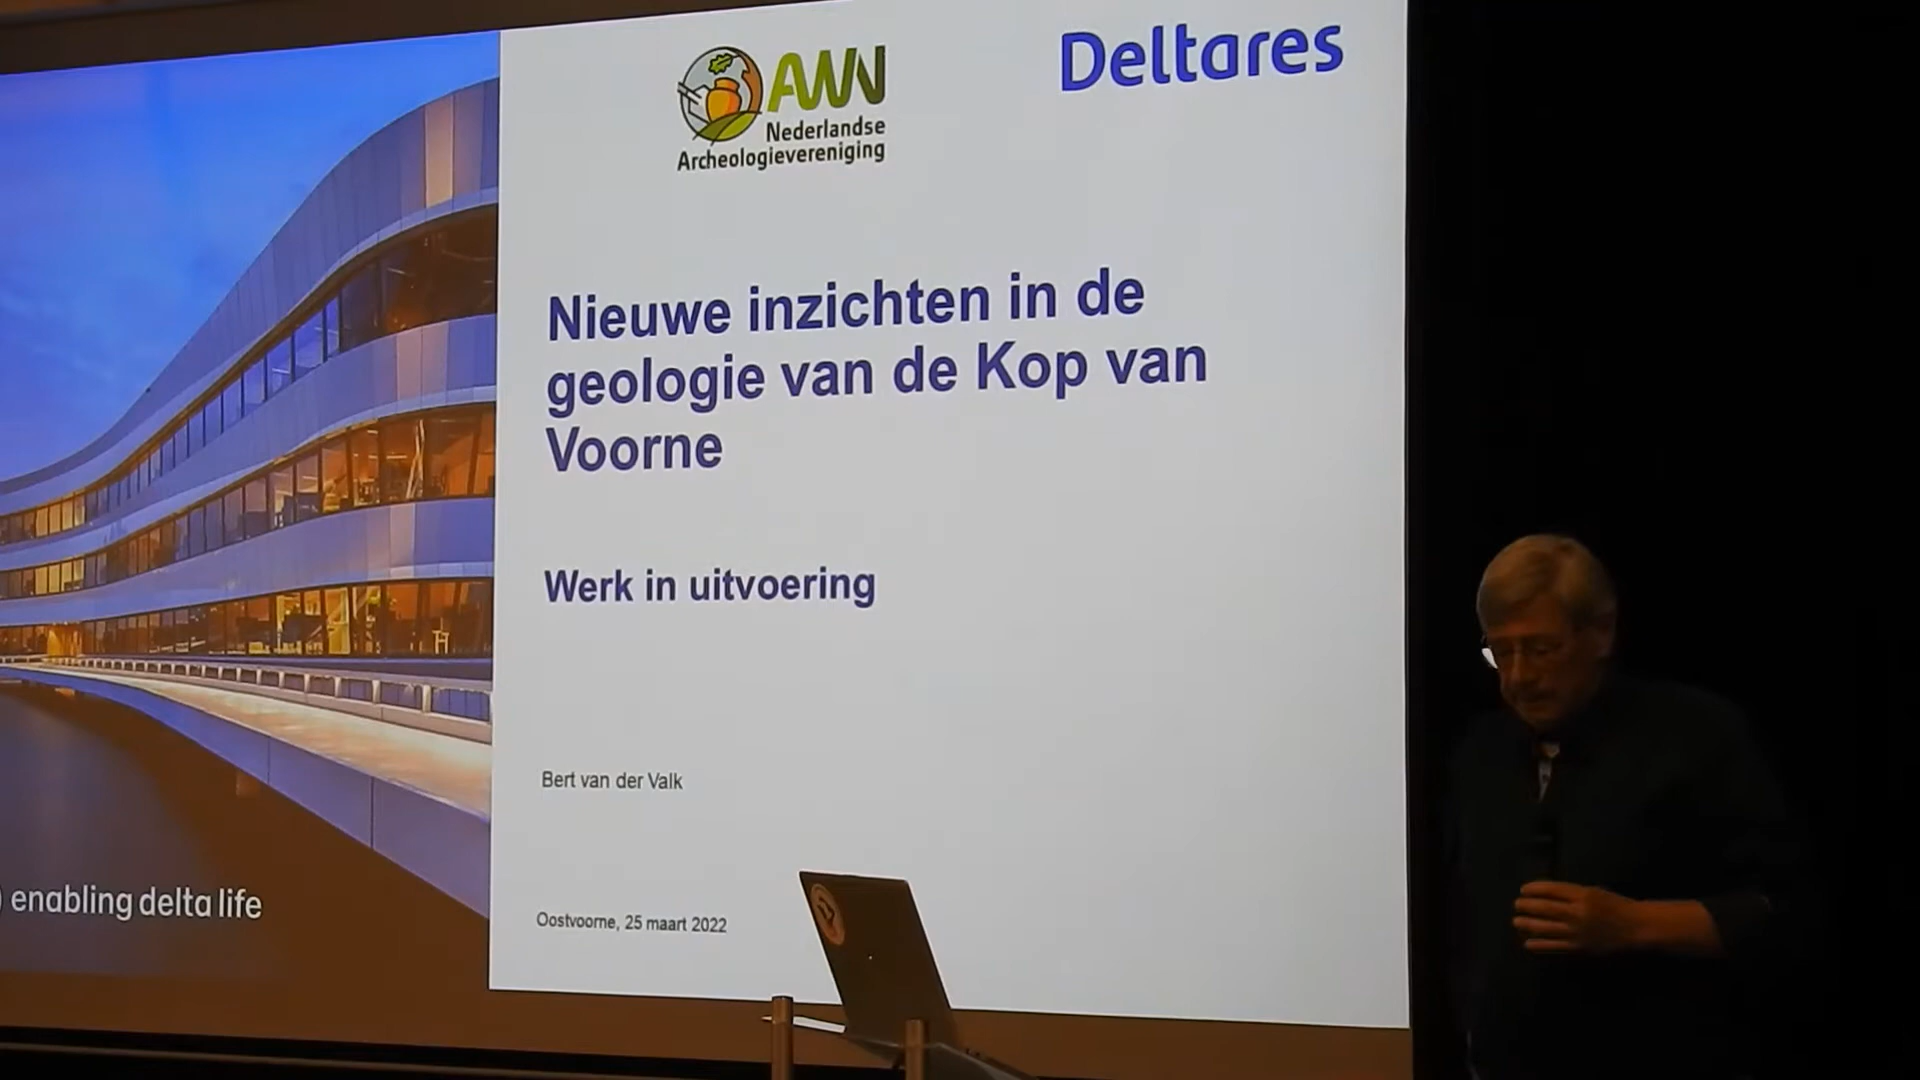 AWN
Nederlandse
Archeologievereniging
Deltares
Nieuwe inzichten in de
geologie van de Kop van
Voorne
Werk in uitvoering
Bert van der Valk
Oostvoorne, 25 maart 2022
enabling delta life